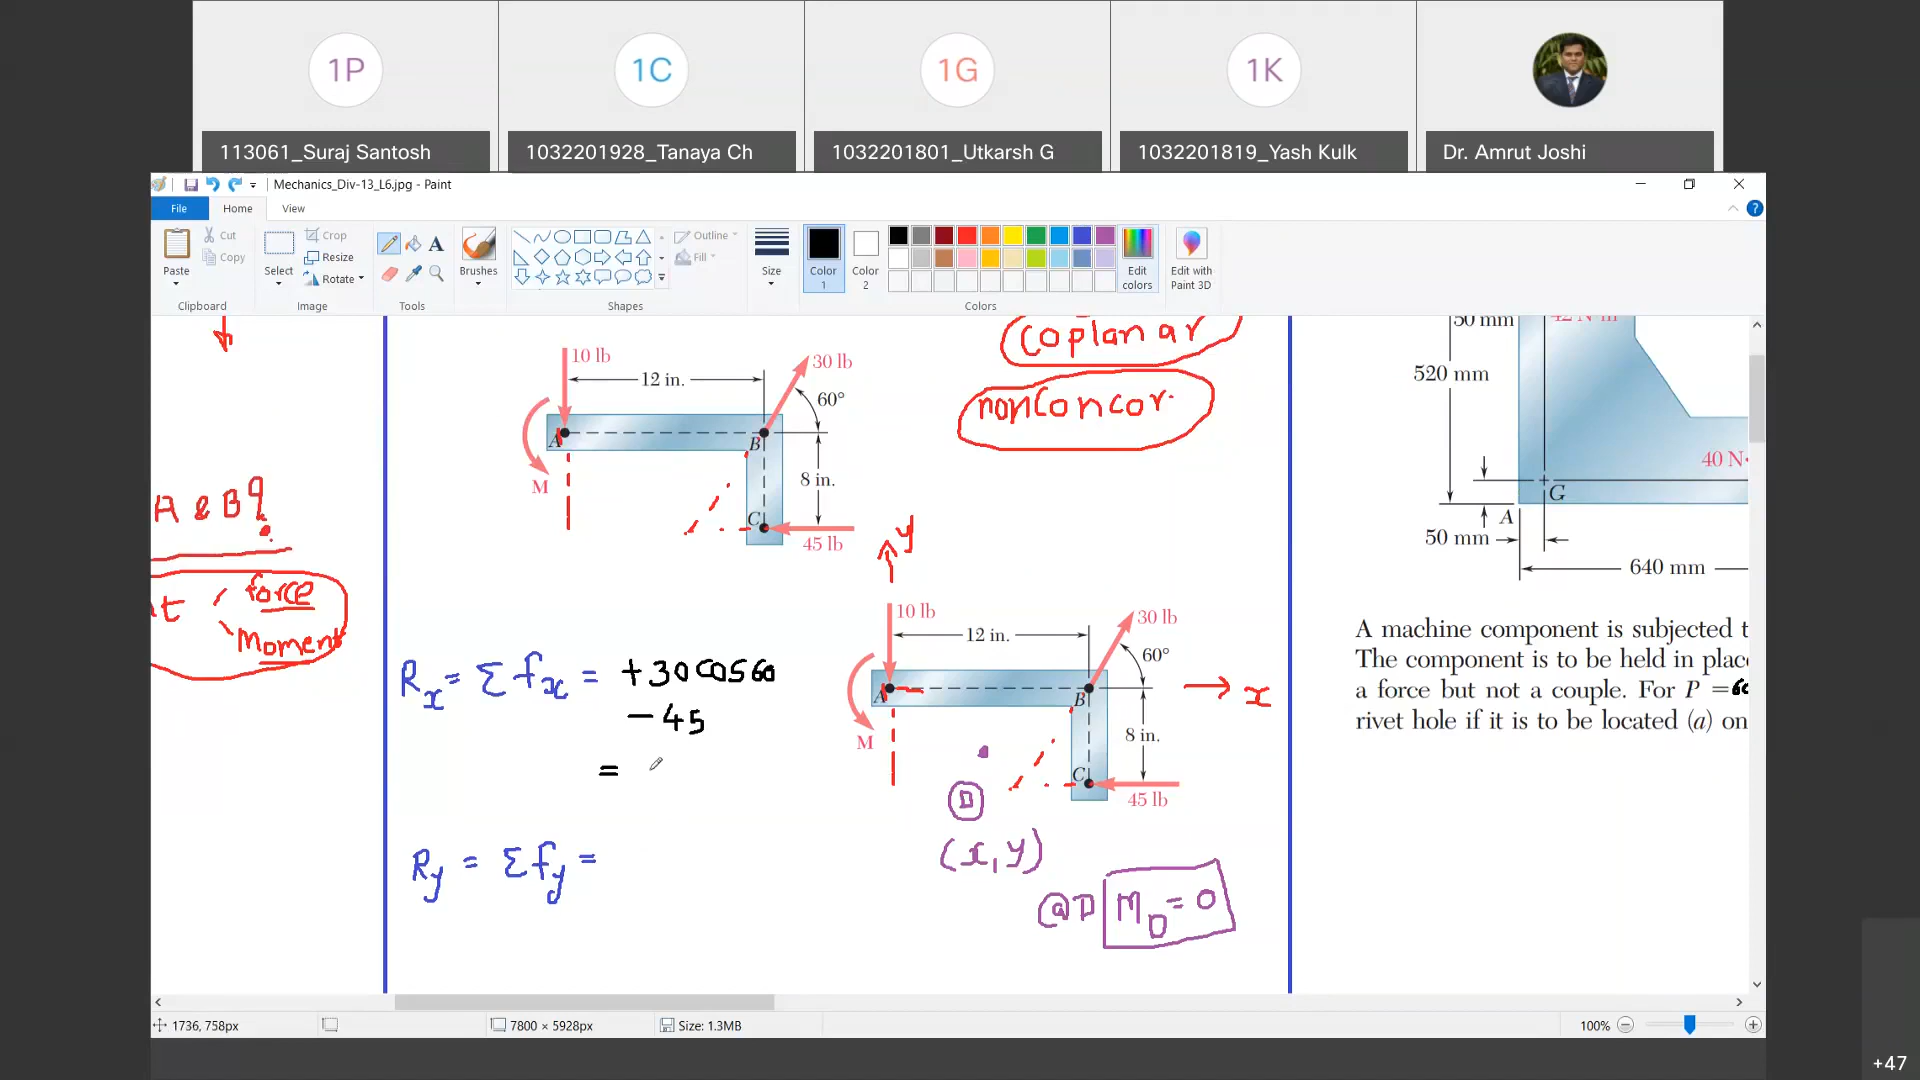 1P
1C
1G
1K
113061_Suraj Santosh
1032201928_Tanaya Ch
1032201801_Utkarsh G
1032201819_Yash Kulk
Dr. Amrut Joshi
Mechanics_Div-13_L6.jpg - Paint
File
Home
View
Paste
Cut
Copy
Clipboard
Select
Crop
Resize
Rotate
Image
A
Tools
Brushes
Shapes
Outline
Fill
Size
Color 1
Color 2
Edit colors
Colors
Edit with Paint 3D
?
A & B?
force
Moment
coplanar
nonConcor.
10 lb
12 in.
30 lb
60°
A
B
8 in.
M
C
45 lb
y
10 lb
12 in.
30 lb
60°
A
B
x
8 in.
M
C
45 lb
D
(x, y)
@D M_D = 0
R_x = Σ f_x = +30 cos 60
- 45
=
R_y = Σ f_y =
50 mm
42 N·m
520 mm
40 N·
G
A
50 mm
640 mm
A machine component is subjected t
The component is to be held in place
a force but not a couple. For P = 60
rivet hole if it is to be located (a) on
1736, 758px
7800 × 5928px
Size: 1.3MB
100%
+47